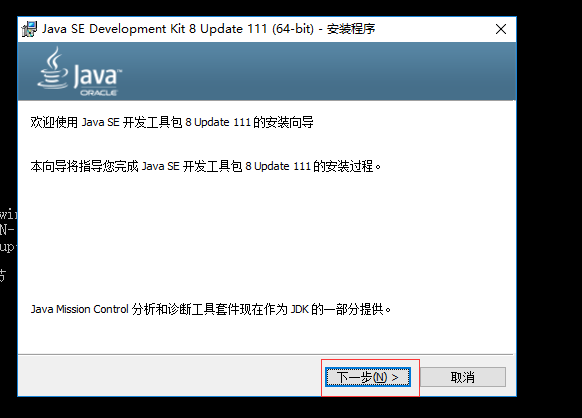 Java SE Development Kit 8 Update 111 (64-bit) - 安装程序
Java™
ORACLE
欢迎使用 Java SE 开发工具包 8 Update 111 的安装向导
本向导将指导您完成 Java SE 开发工具包 8 Update 111 的安装过程。
win
N-
up
节
Java Mission Control 分析和诊断工具套件现在作为 JDK 的一部分提供。
下一步(N) >
取消